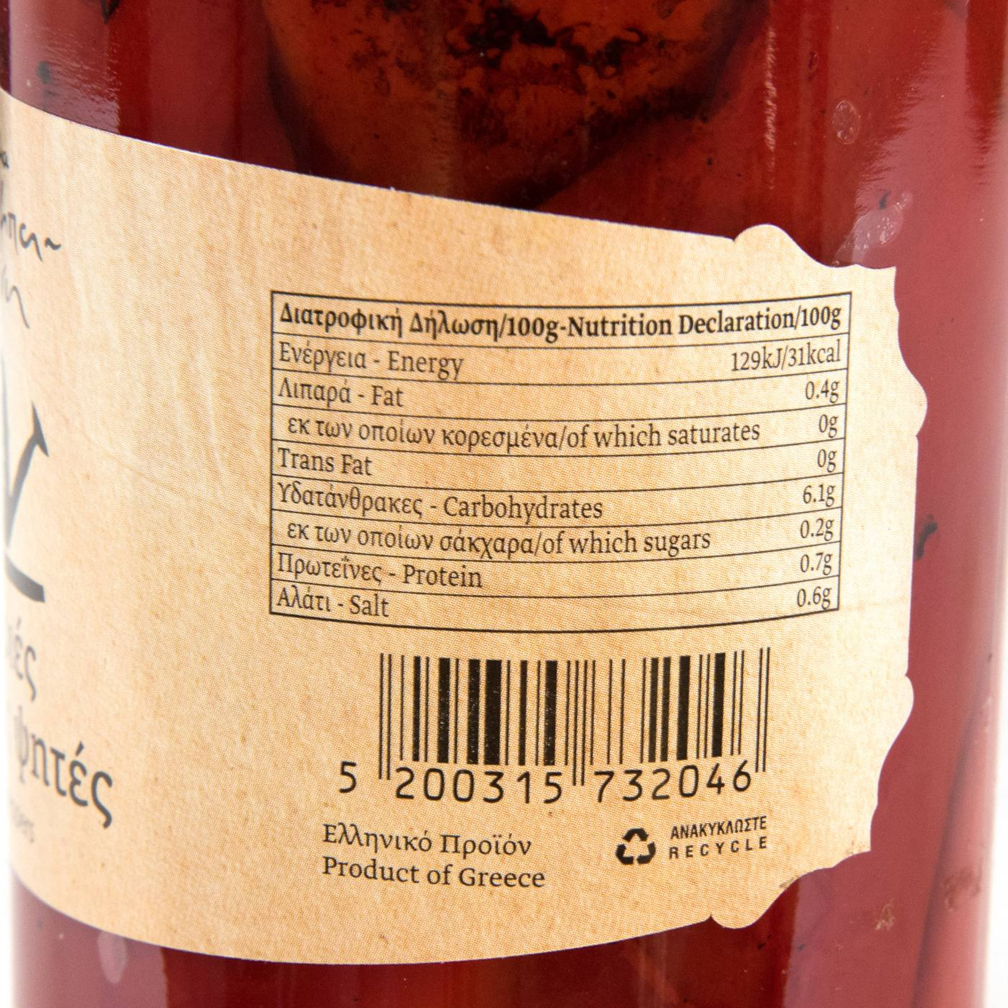 Διατροφική Δήλωση/100g-Nutrition Declaration/100g
Ενέργεια - Energy 129kJ/31kcal
Λιπαρά - Fat 0.4g
εκ των οποίων κορεσμένα/of which saturates 0g
Trans Fat 0g
Υδατάνθρακες - Carbohydrates 6.1g
εκ των οποίων σάκχαρα/of which sugars 0.2g
Πρωτεΐνες - Protein 0.7g
Αλάτι - Salt 0.6g
5 200315 732046
Ελληνικό Προϊόν
Product of Greece
ΑΝΑΚΥΚΛΩΣΤΕ
RECYCLE